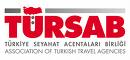 TÜRSAB
TÜRKİYE SEYAHAT ACENTALARI BİRLİĞİ
ASSOCIATION OF TURKISH TRAVEL AGENCIES